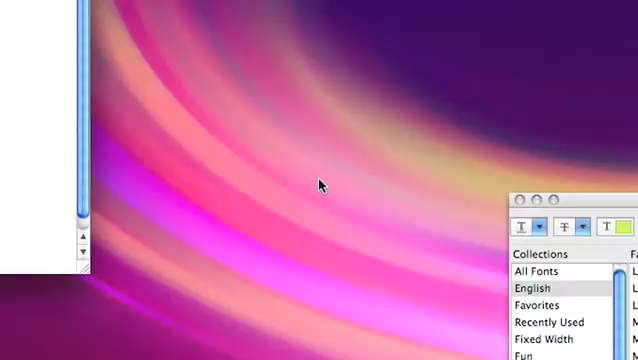 T T T
Collections
All Fonts
English
Favorites
Recently Used
Fixed Width
Fun